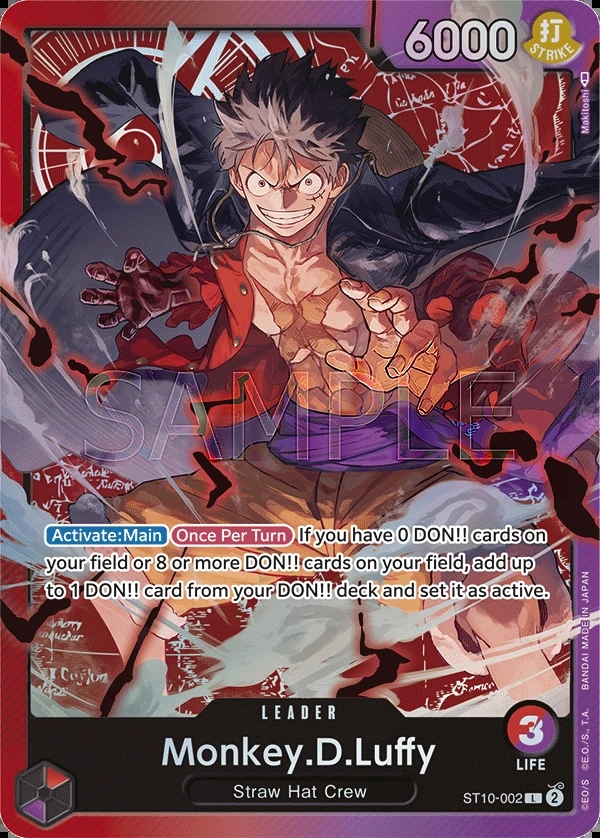 6000
打
STRIKE
Makitoshi
SAMPLE
Activate:Main Once Per Turn If you have 0 DON!! cards on
your field or 8 or more DON!! cards on your field, add up
to 1 DON!! card from your DON!! deck and set it as active.
LEADER
Monkey.D.Luffy
Straw Hat Crew
3
LIFE
ST10-002 L 2
©E.O/S ©E.O./S., T.A. BANDAI MADE IN JAPAN